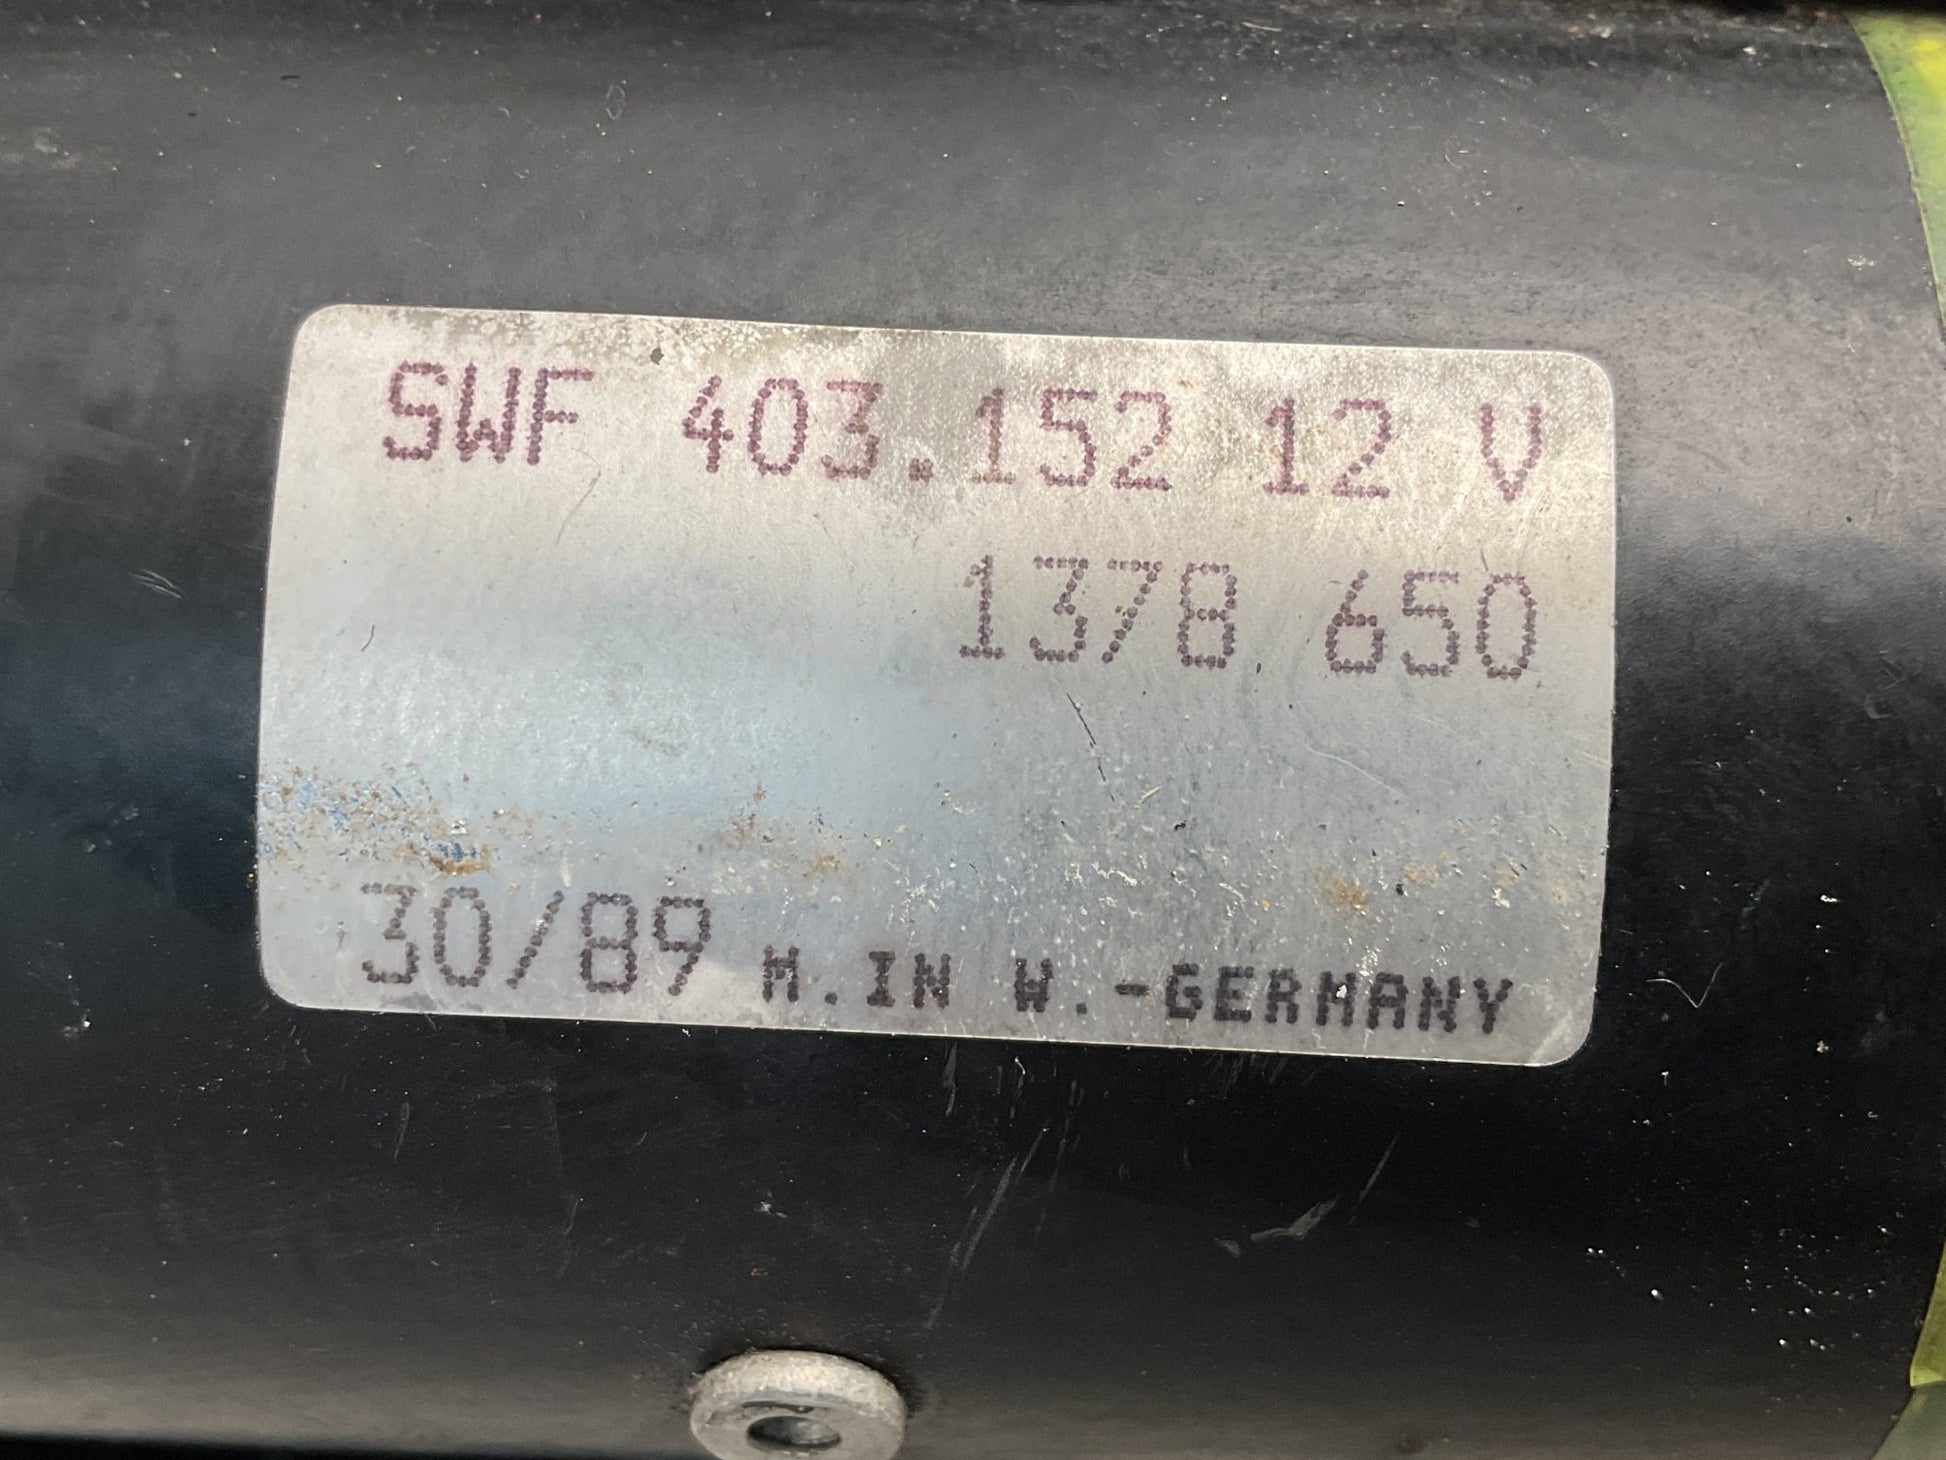 SWF 403.152 12 V
1378 650
30/89 M.IN W.-GERMANY